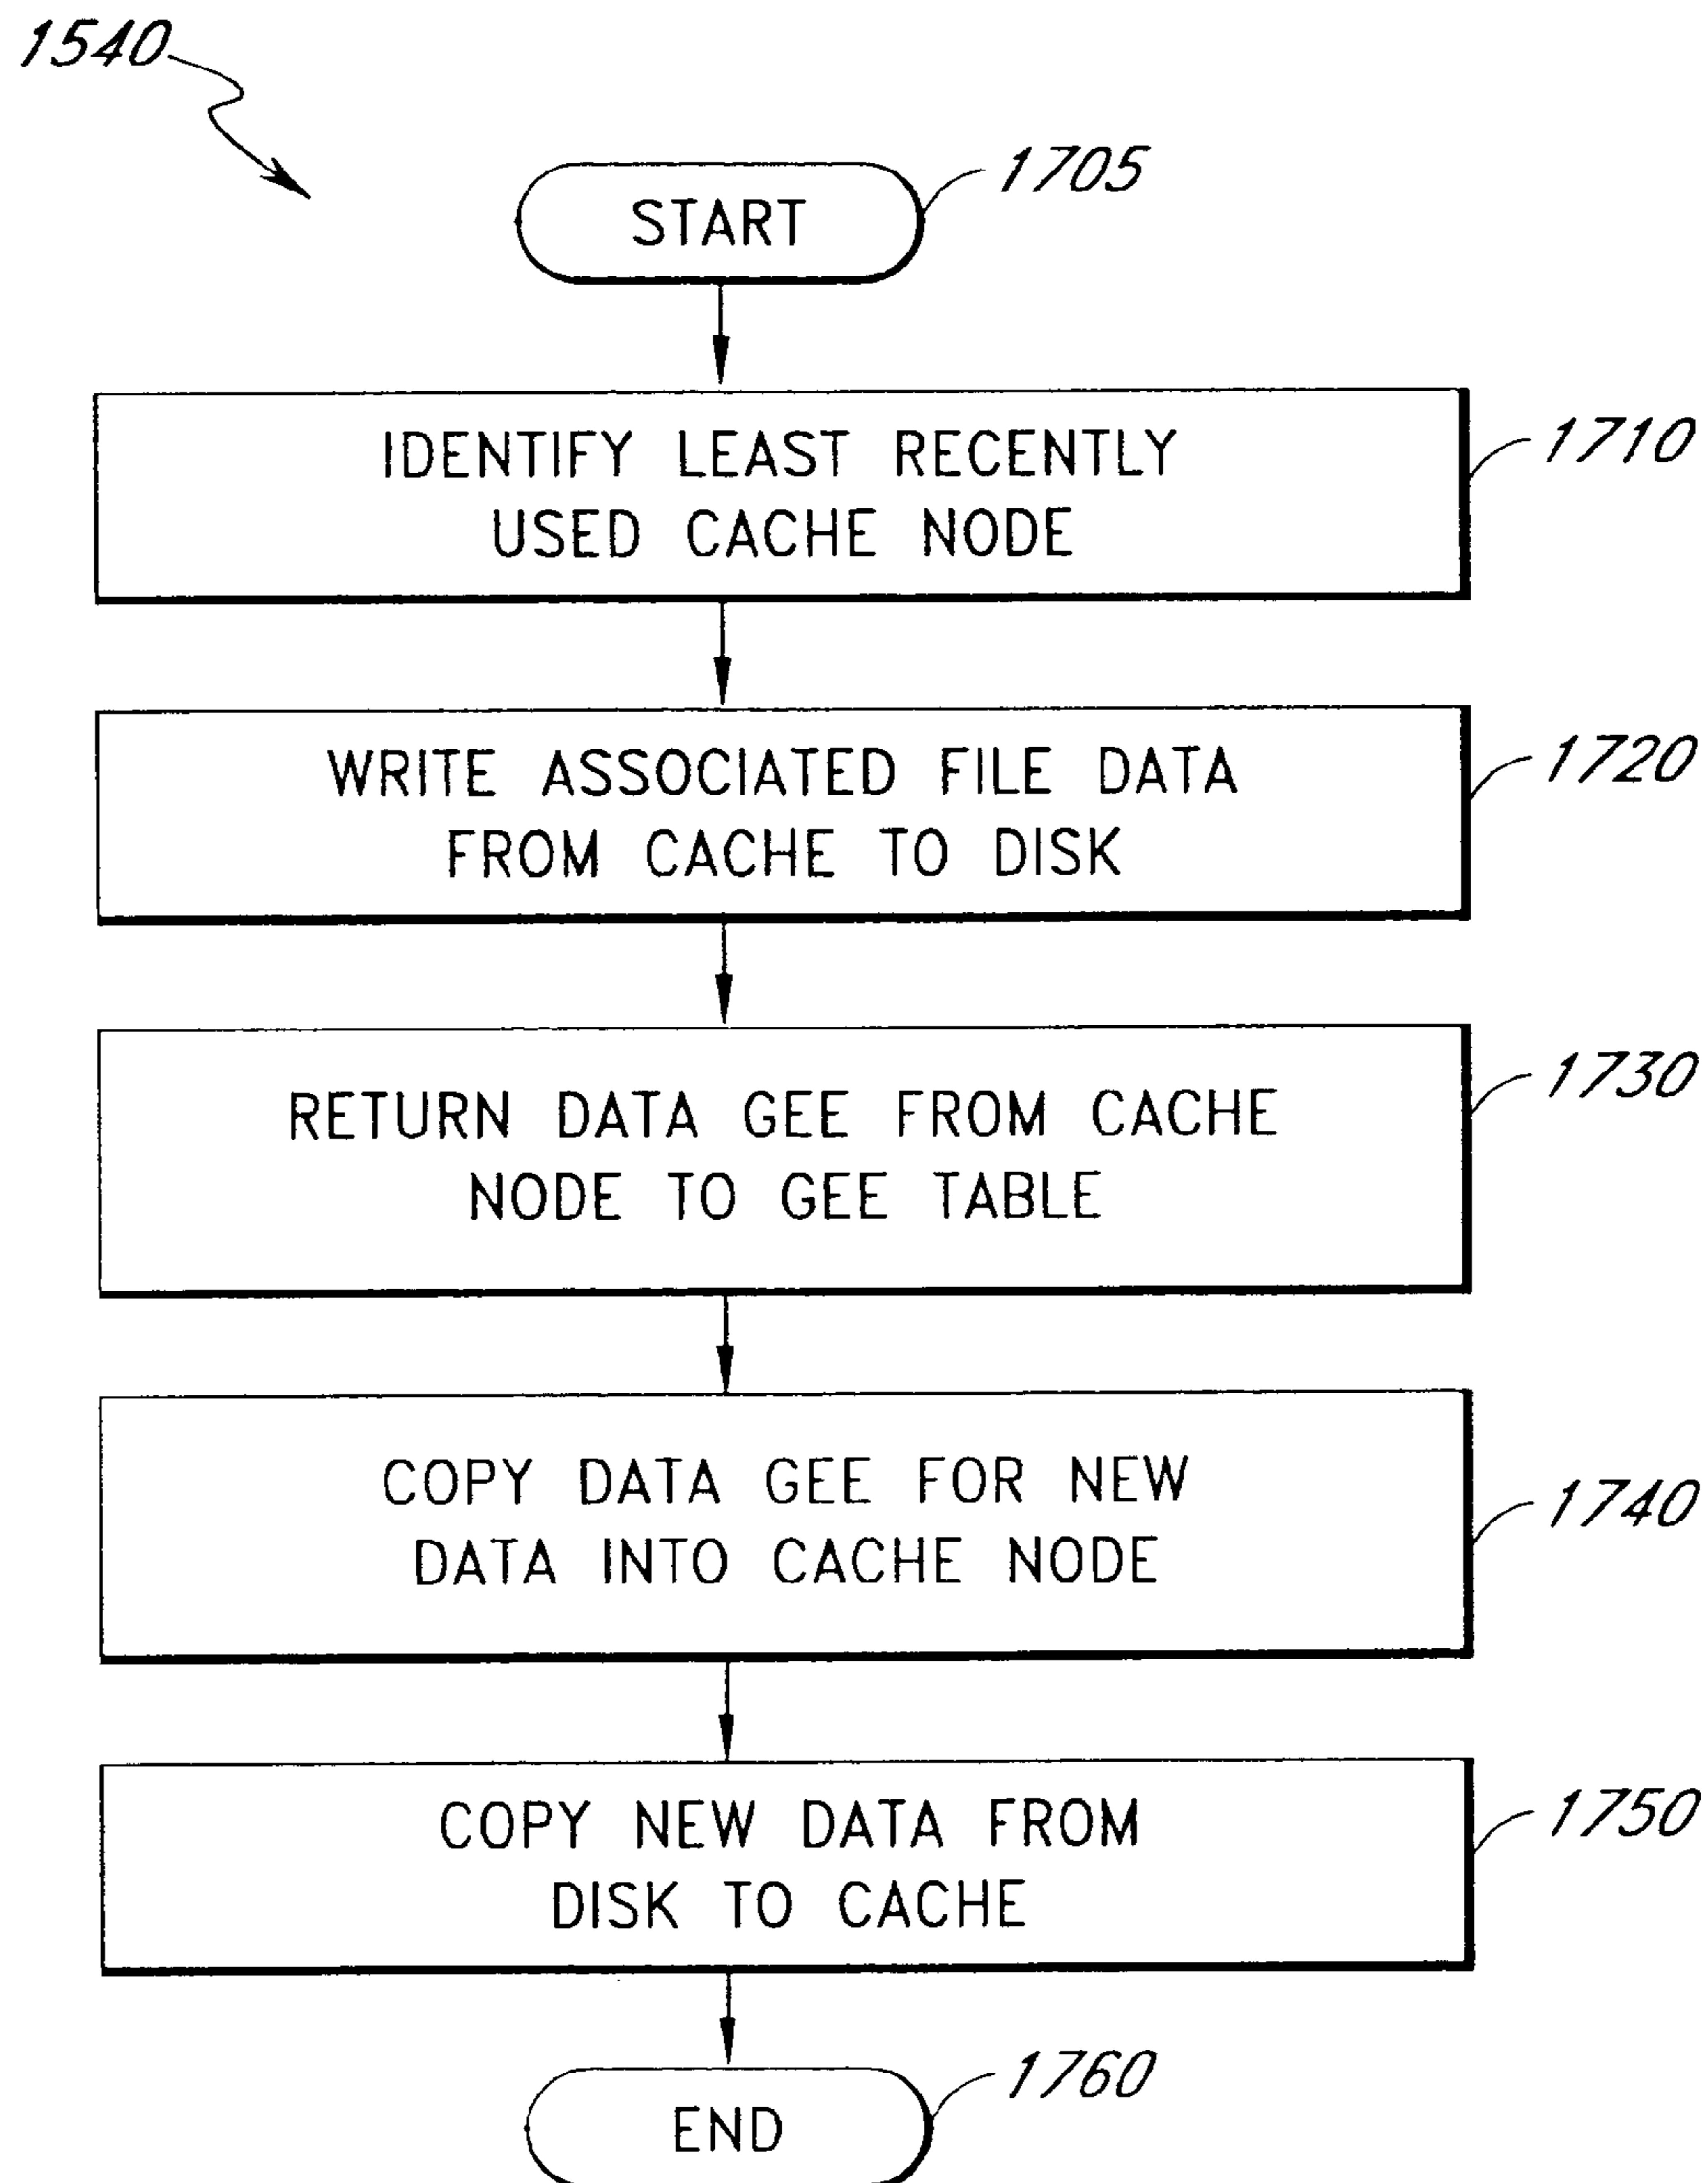 1540
START
1705
IDENTIFY LEAST RECENTLY
USED CACHE NODE
1710
WRITE ASSOCIATED FILE DATA
FROM CACHE TO DISK
1720
RETURN DATA GEE FROM CACHE
NODE TO GEE TABLE
1730
COPY DATA GEE FOR NEW
DATA INTO CACHE NODE
1740
COPY NEW DATA FROM
DISK TO CACHE
1750
END
1760